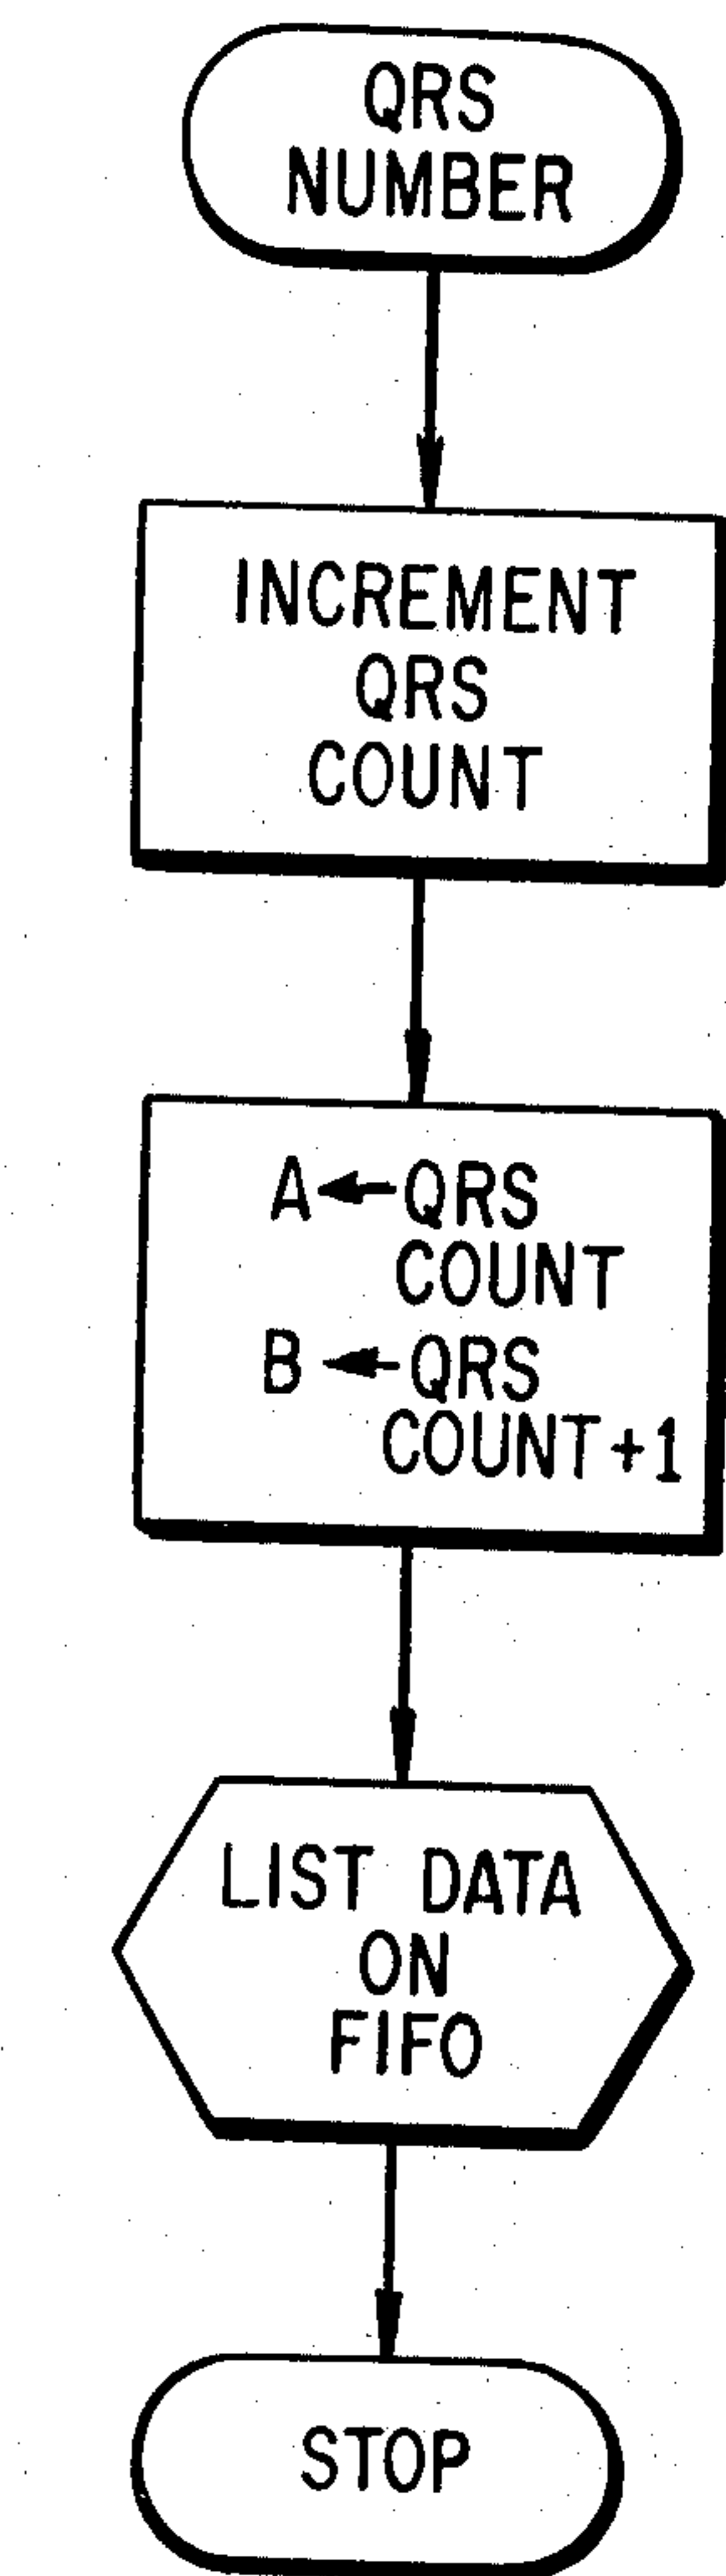 QRS
NUMBER
INCREMENT
QRS
COUNT
A ← QRS
COUNT
B ← QRS
COUNT+1
LIST DATA
ON
FIFO
STOP